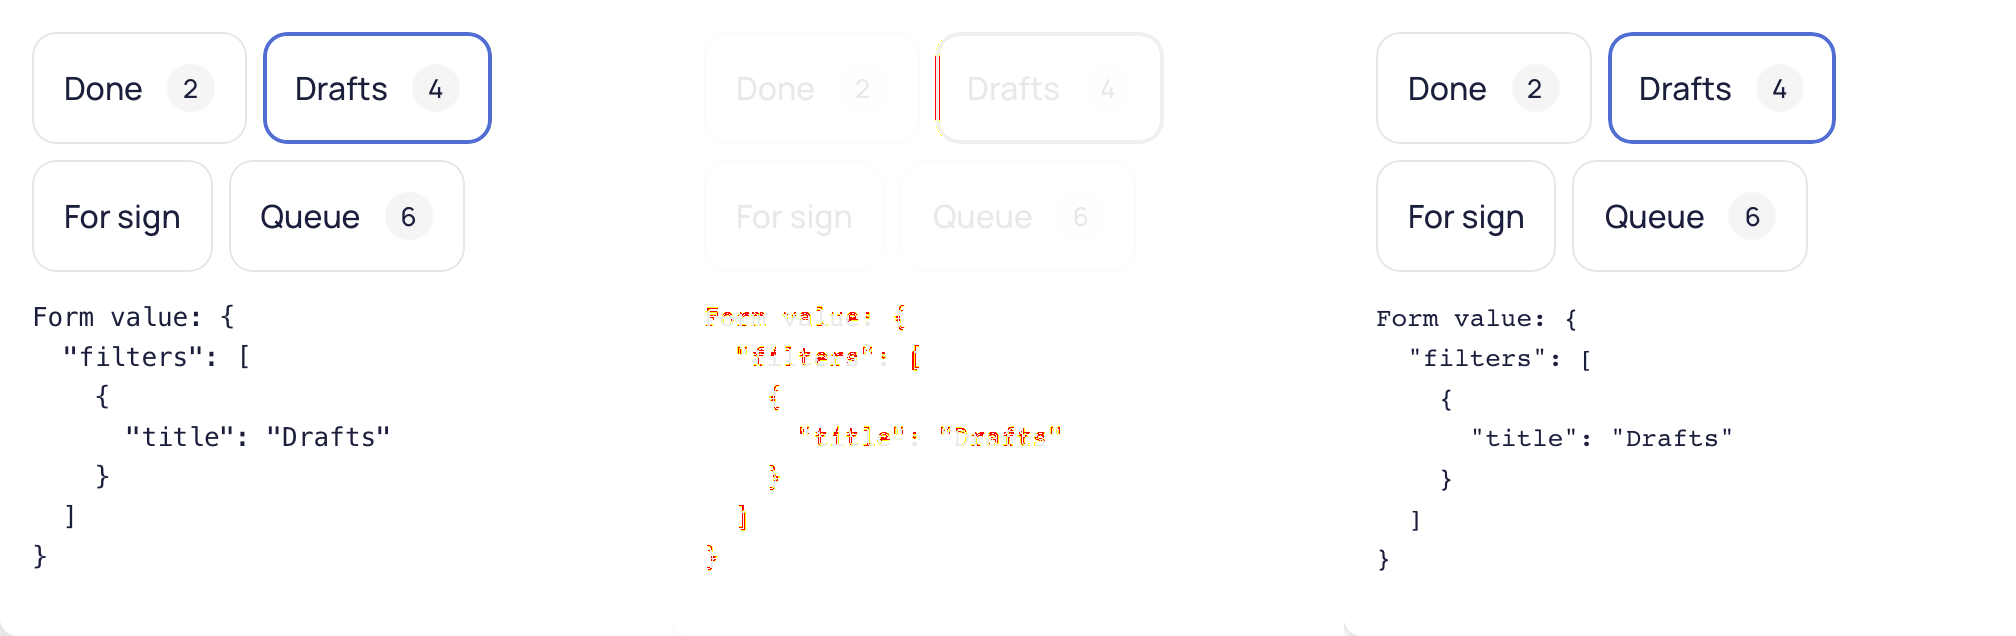 Done 2 Drafts 4
For sign Queue 6
Form value: {
  "filters": [
    {
      "title": "Drafts"
    }
  ]
}
Done 2 Drafts 4
For sign Queue 6
Form value: {
  "filters": [
    {
      "title": "Drafts"
    }
  ]
}
Done 2 Drafts 4
For sign Queue 6
Form value: {
  "filters": [
    {
      "title": "Drafts"
    }
  ]
}